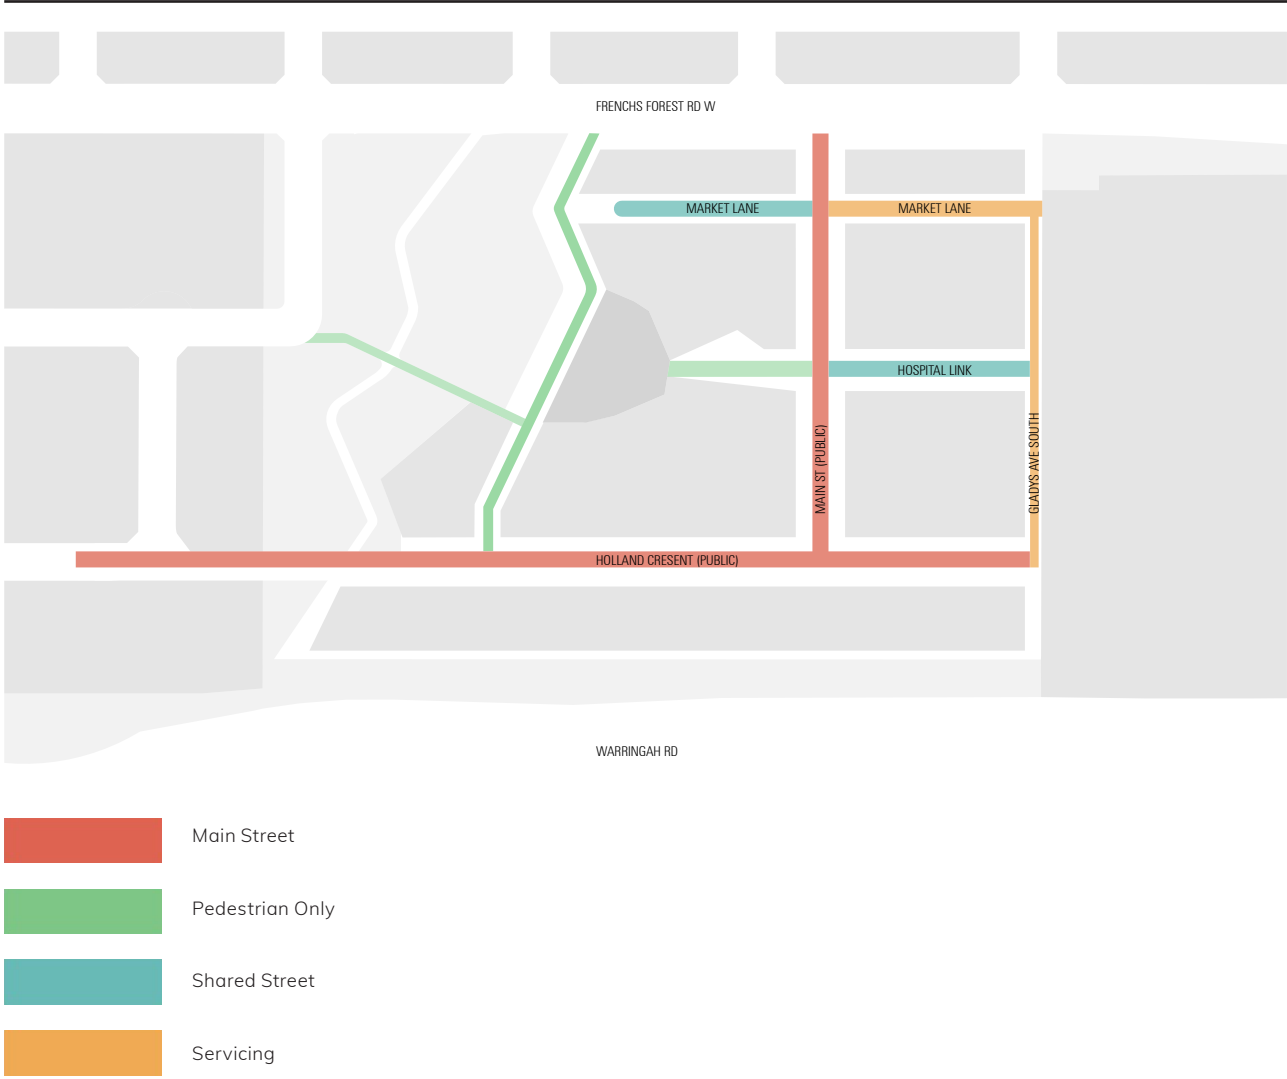 FRENCHS FOREST RD W
MARKET LANE
MARKET LANE
HOSPITAL LINK
MAIN ST (PUBLIC)
GLADYS AVE SOUTH
HOLLAND CRESENT (PUBLIC)
WARRINGAH RD
Main Street
Pedestrian Only
Shared Street
Servicing